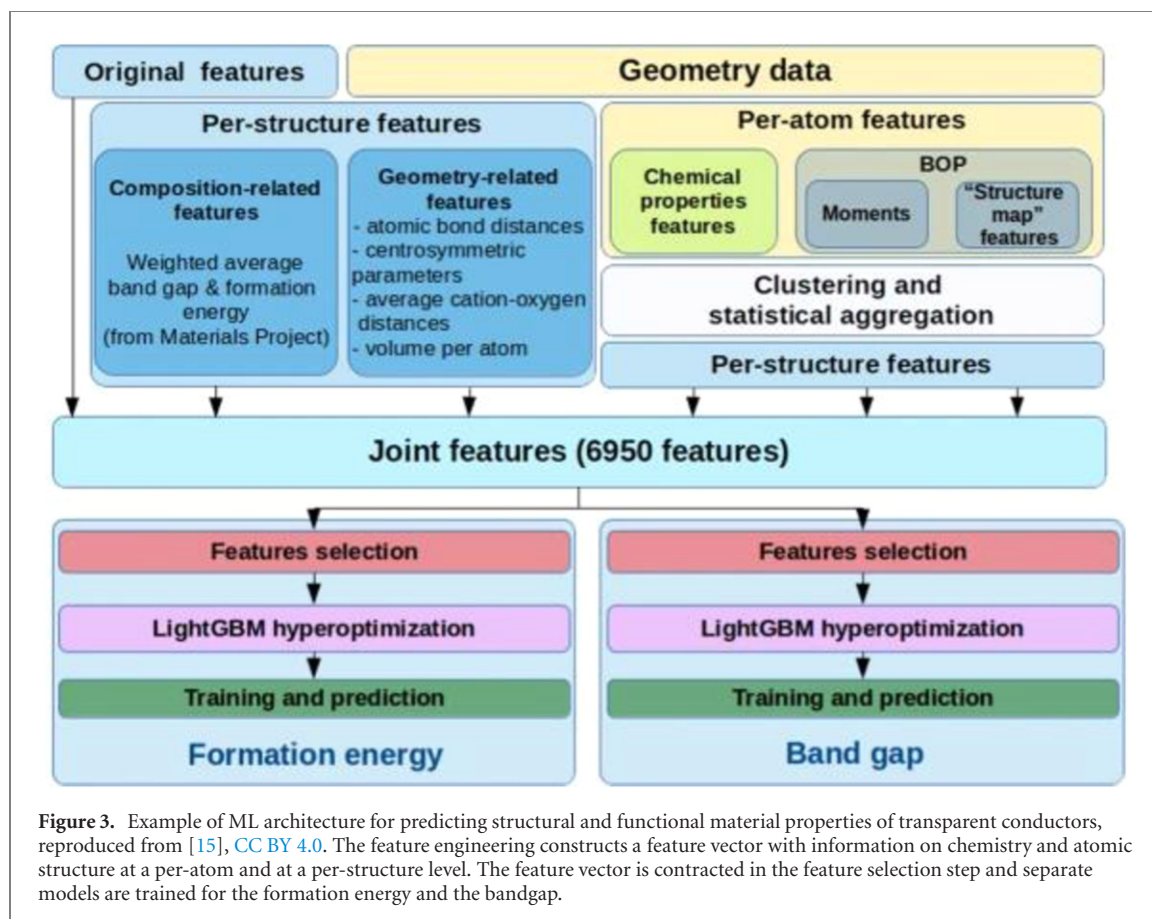 Original features
Geometry data
Per-structure features
Composition-related
features
Weighted average
band gap & formation
energy
(from Materials Project)
Geometry-related
features
- atomic bond distances
- centrosymmetric
parameters
- average cation-oxygen
distances
- volume per atom
Per-atom features
Chemical
properties
features
BOP
Moments
“Structure
map”
features
Clustering and
statistical aggregation
Per-structure features
Joint features (6950 features)
Features selection
LightGBM hyperoptimization
Training and prediction
Formation energy
Features selection
LightGBM hyperoptimization
Training and prediction
Band gap
Figure 3. Example of ML architecture for predicting structural and functional material properties of transparent conductors,
reproduced from [15], CC BY 4.0. The feature engineering constructs a feature vector with information on chemistry and atomic
structure at a per-atom and at a per-structure level. The feature vector is contracted in the feature selection step and separate
models are trained for the formation energy and the bandgap.